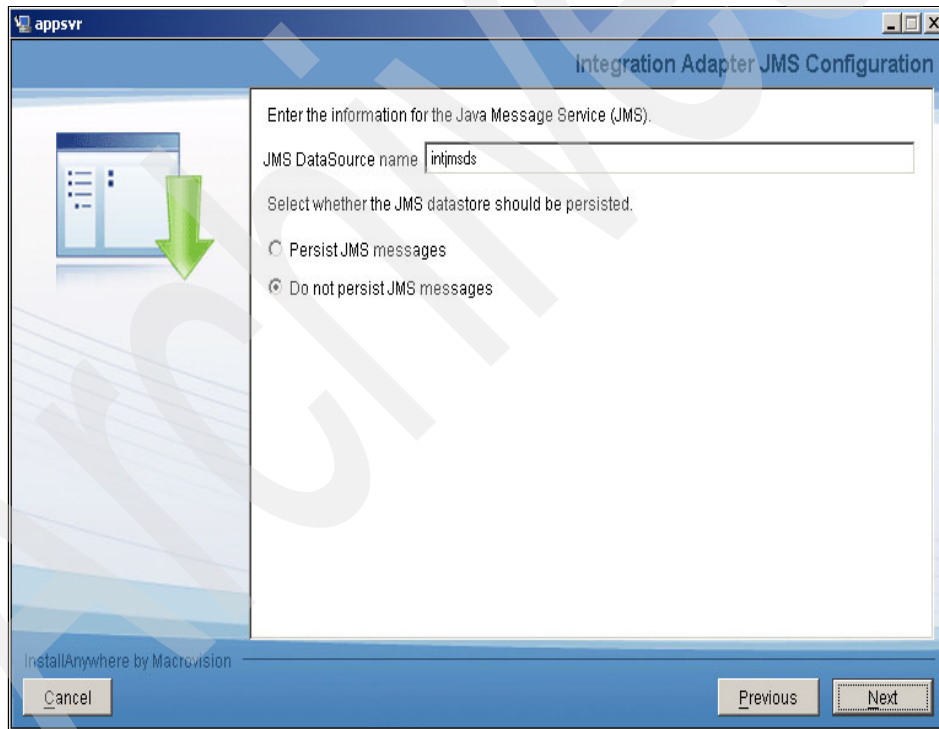 appsvr
Integration Adapter JMS Configuration
Enter the information for the Java Message Service (JMS).
JMS DataSource name intjmsds
Select whether the JMS datastore should be persisted.
Persist JMS messages
Do not persist JMS messages
InstallAnywhere by Macrovision
Cancel Previous Next